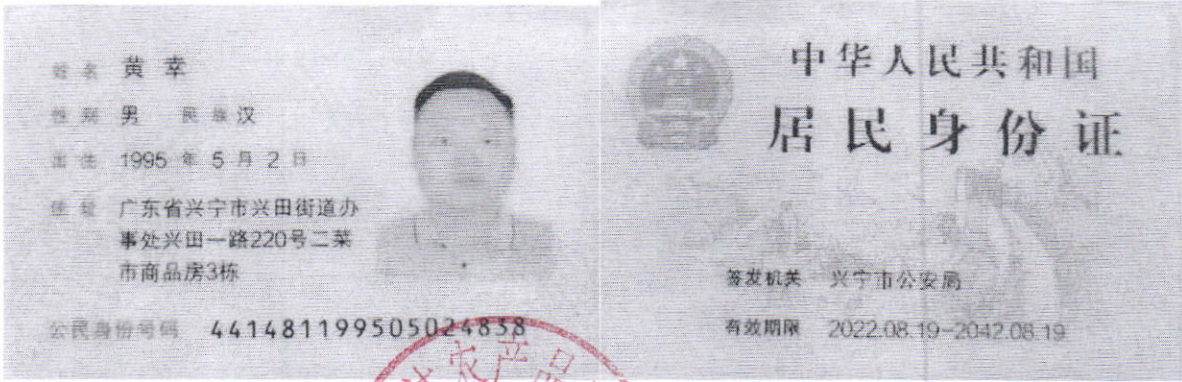 姓名 黄幸
性别 男 民族 汉
出生 1995 年 5 月 2 日
住址 广东省兴宁市兴田街道办
事处兴田一路220号二菜
市商品房3栋
公民身份号码 441481199505024838
农产品
中华人民共和国
居民身份证
签发机关 兴宁市公安局
有效期限 2022.08.19-2042.08.19